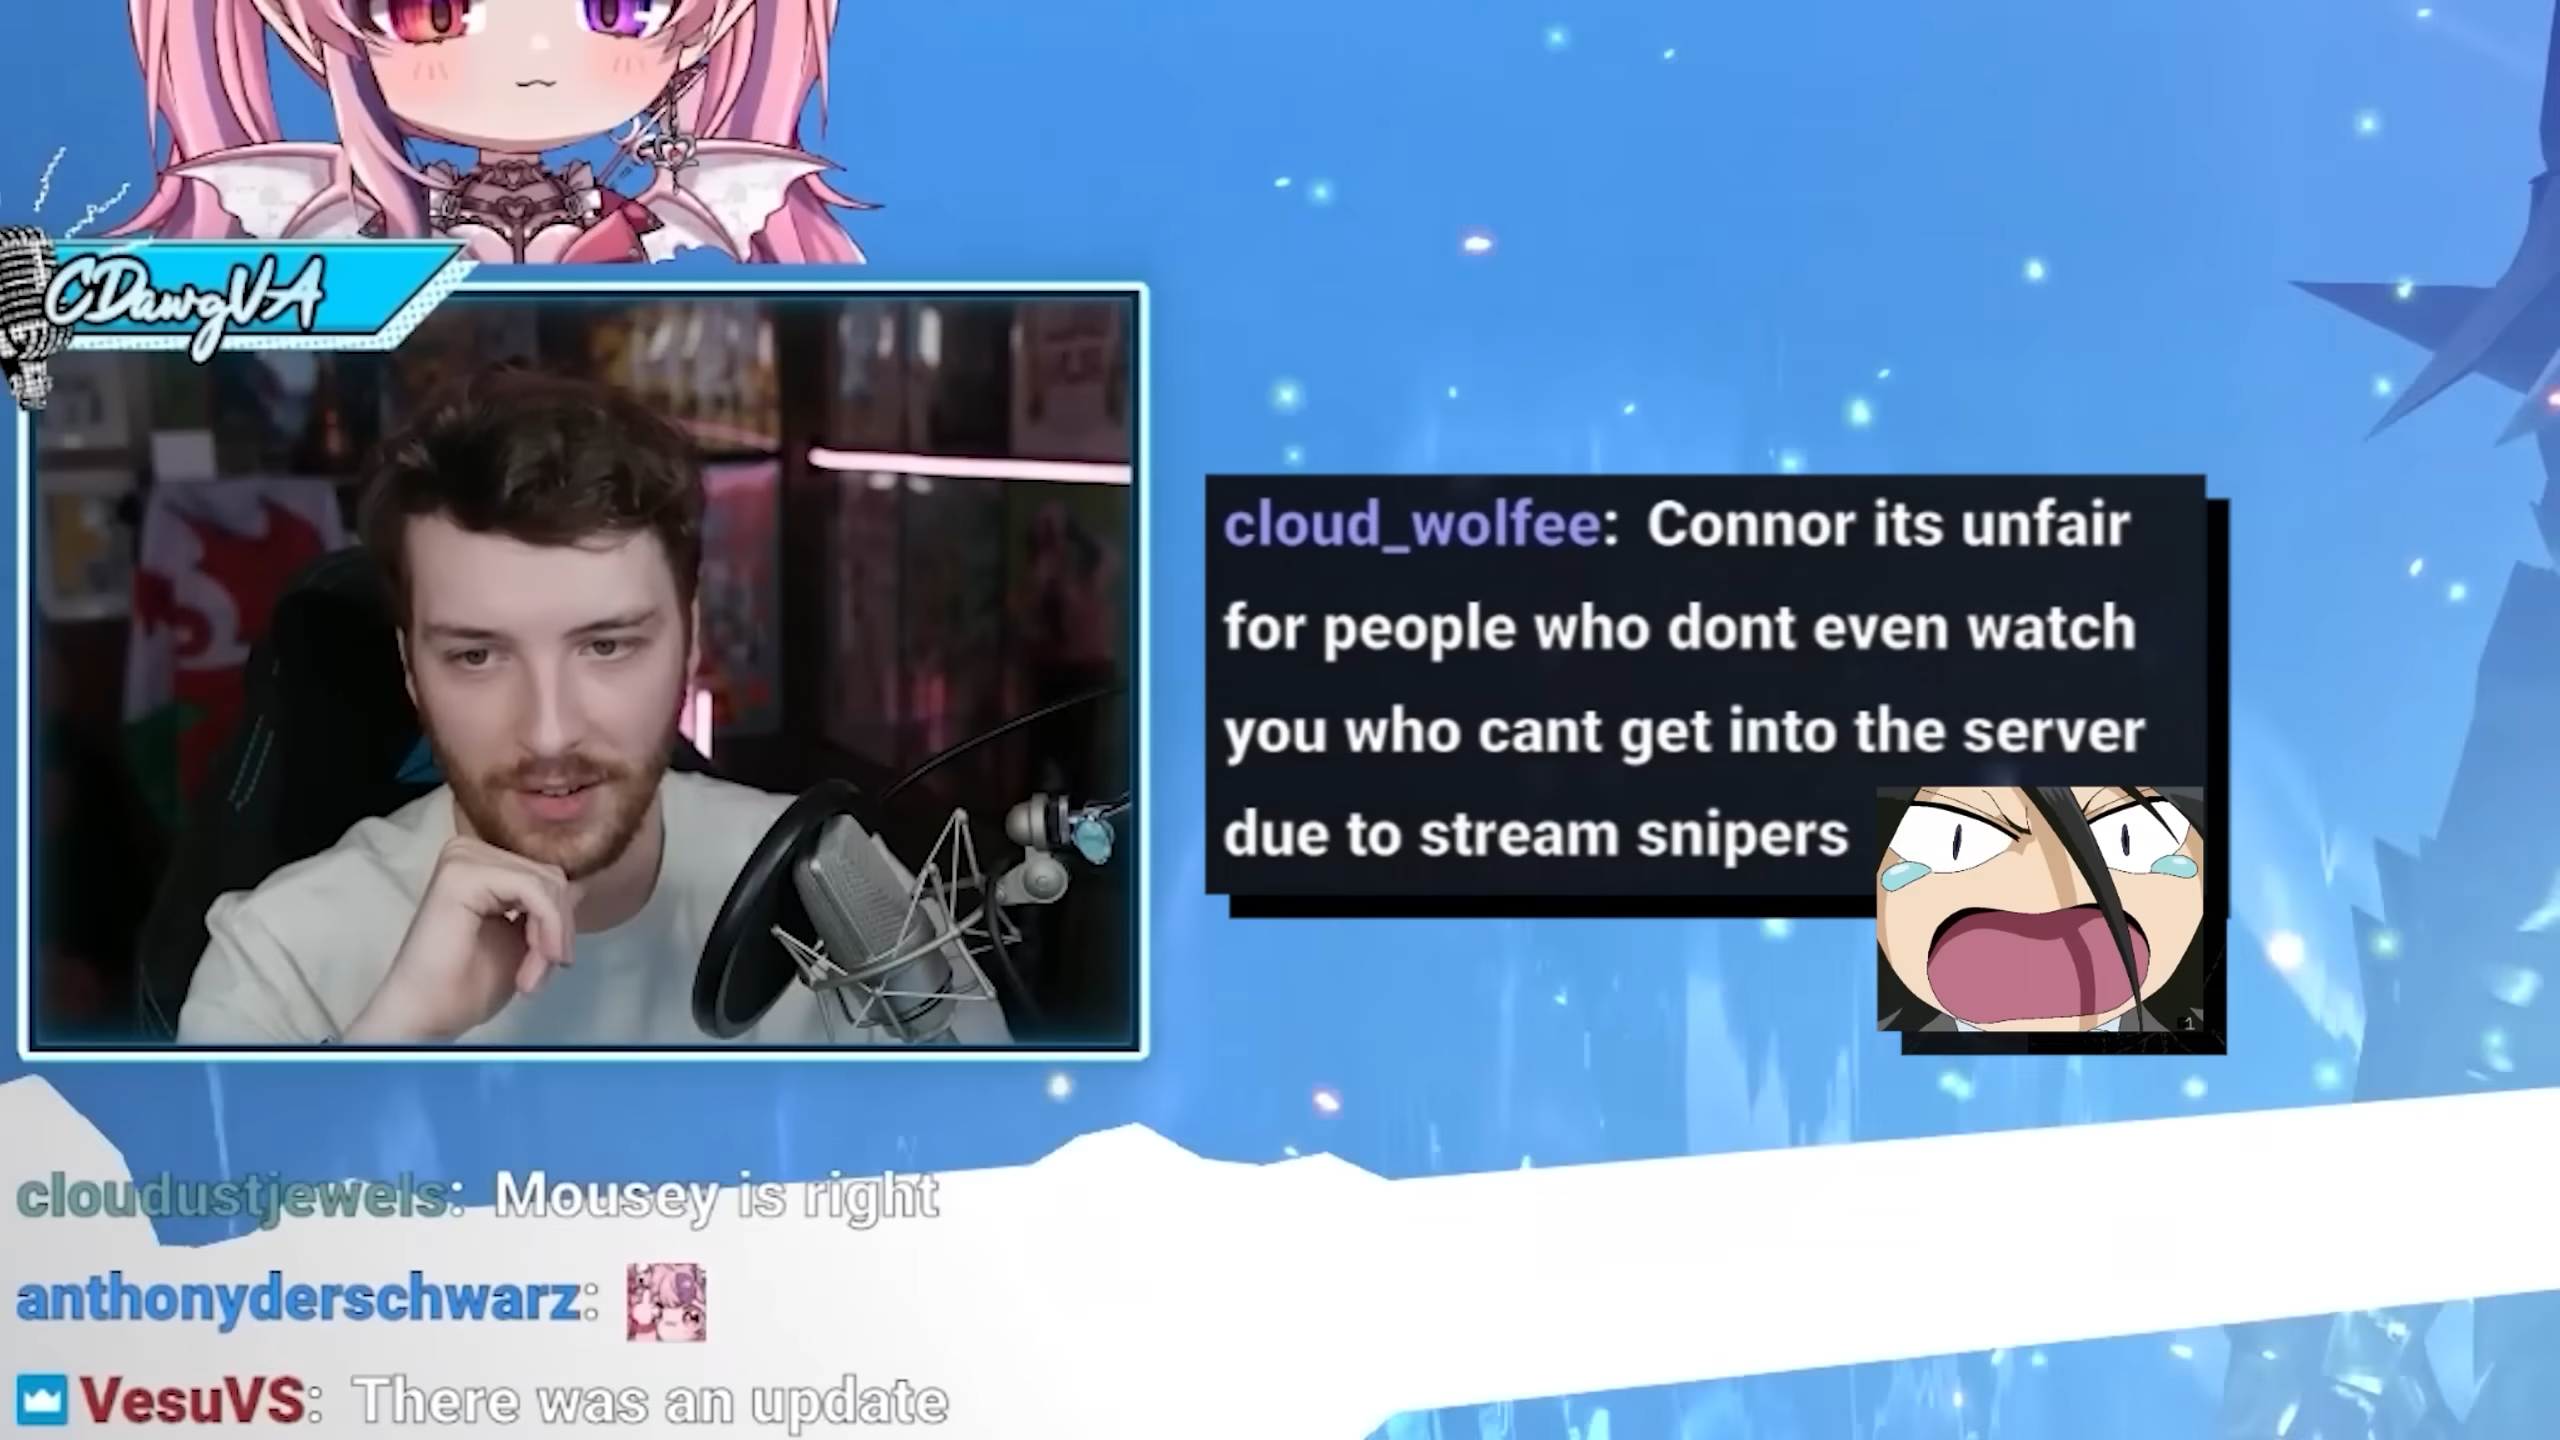 CDawgVA
cloud_wolfee: Connor its unfair
for people who dont even watch
you who cant get into the server
due to stream snipers
1
cloudustjewels: Mousey is right
anthonyderschwarz:
VesuVS: There was an update